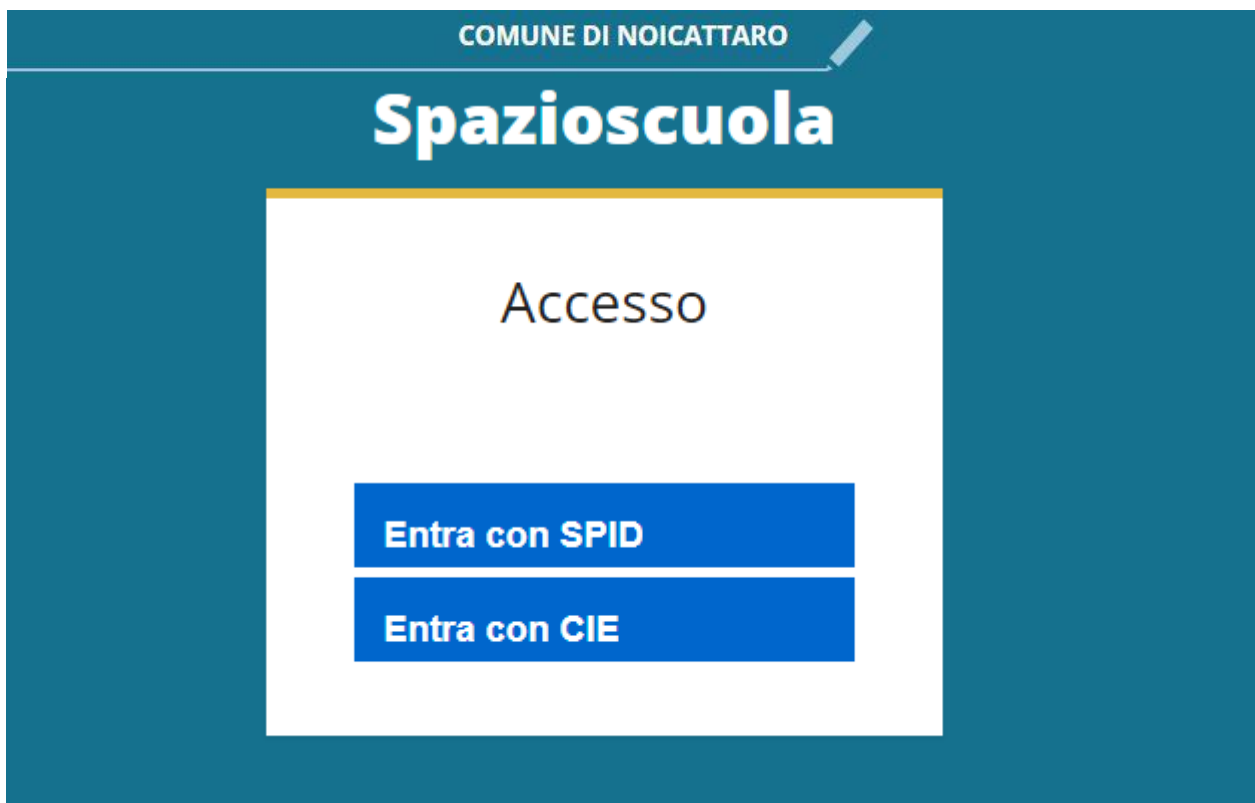 COMUNE DI NOICATTARO
Spazioscuola
Accesso
Entra con SPID
Entra con CIE